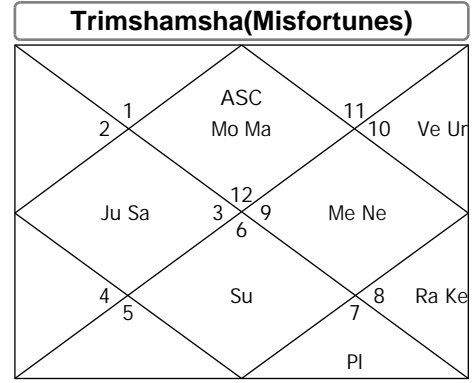 Trimshamsha(Misfortunes)
ASC
1
11
2
Mo Ma
10
Ve Ur
12
Ju Sa
3
9
Me Ne
6
4
Su
8
Ra Ke
5
7
Pl